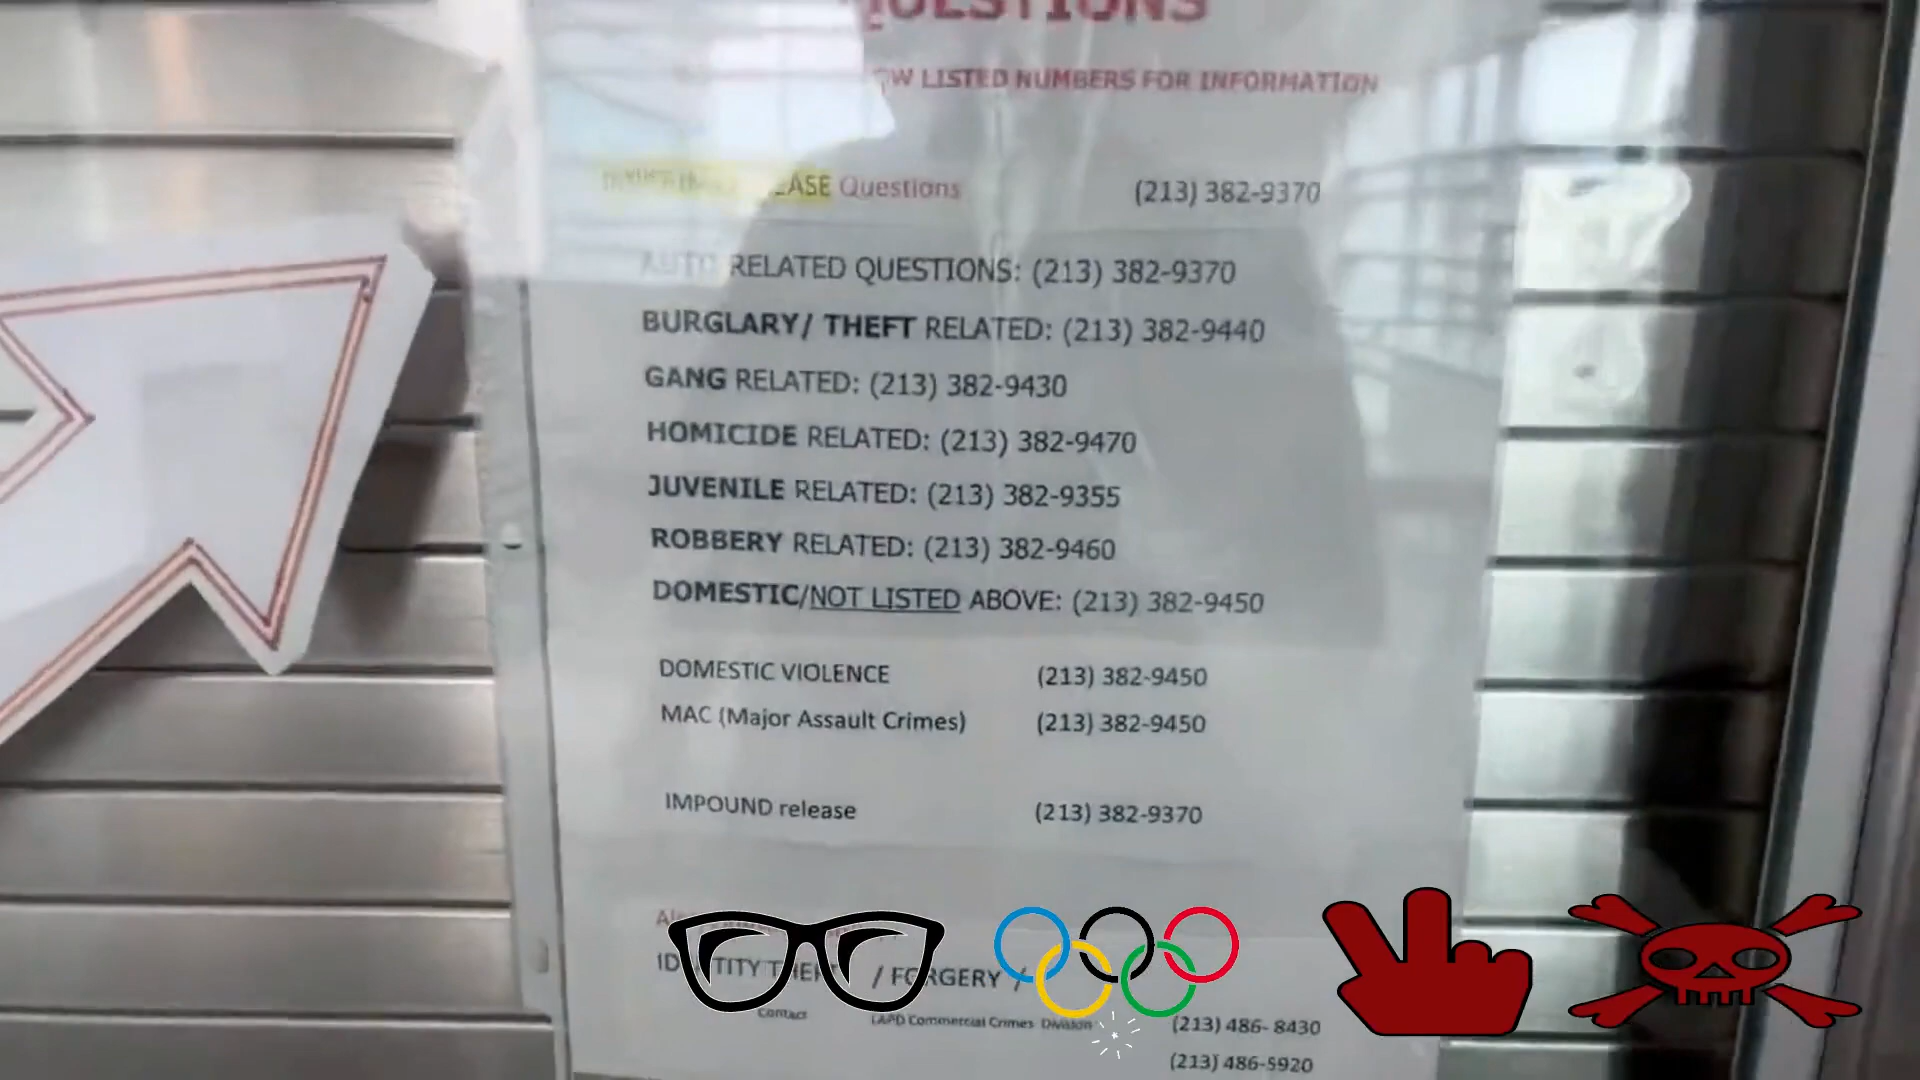 QUESTIONS
LISTED NUMBERS FOR INFORMATION
Questions (213) 382-9370
AUTO RELATED QUESTIONS: (213) 382-9370
BURGLARY/ THEFT RELATED: (213) 382-9440
GANG RELATED: (213) 382-9430
HOMICIDE RELATED: (213) 382-9470
JUVENILE RELATED: (213) 382-9355
ROBBERY RELATED: (213) 382-9460
DOMESTIC/NOT LISTED ABOVE: (213) 382-9450
DOMESTIC VIOLENCE (213) 382-9450
MAC (Major Assault Crimes) (213) 382-9450
IMPOUND release (213) 382-9370
IDENTITY THEFT / FORGERY /
Contact LAPD Commercial Crimes Division (213) 486- 8430
(213) 486-5920